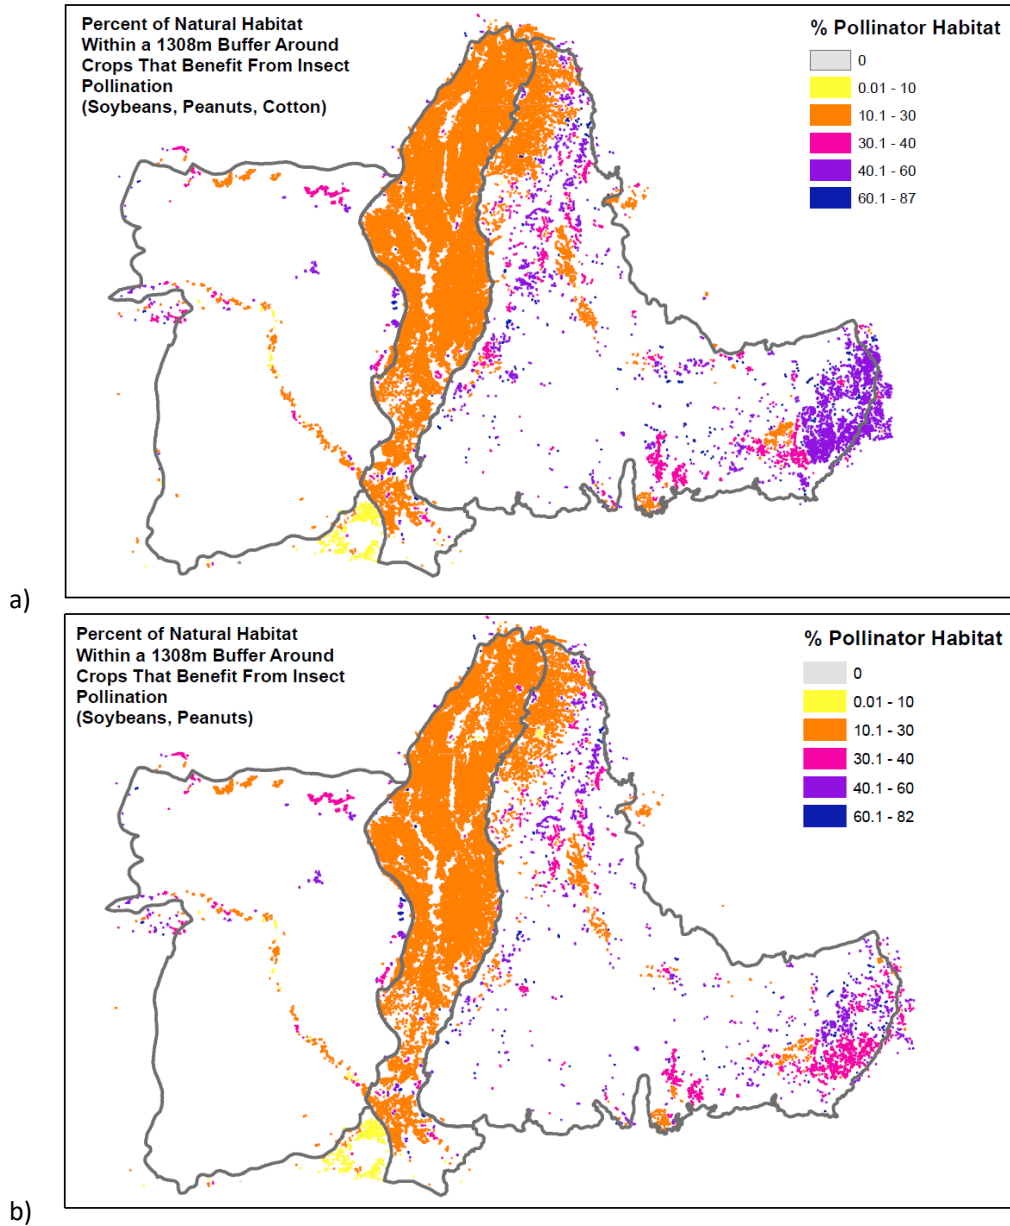 Percent of Natural Habitat
Within a 1308m Buffer Around
Crops That Benefit From Insect
Pollination
(Soybeans, Peanuts, Cotton)
% Pollinator Habitat
0
0.01 - 10
10.1 - 30
30.1 - 40
40.1 - 60
60.1 - 87
a)
Percent of Natural Habitat
Within a 1308m Buffer Around
Crops That Benefit From Insect
Pollination
(Soybeans, Peanuts)
% Pollinator Habitat
0
0.01 - 10
10.1 - 30
30.1 - 40
40.1 - 60
60.1 - 82
b)